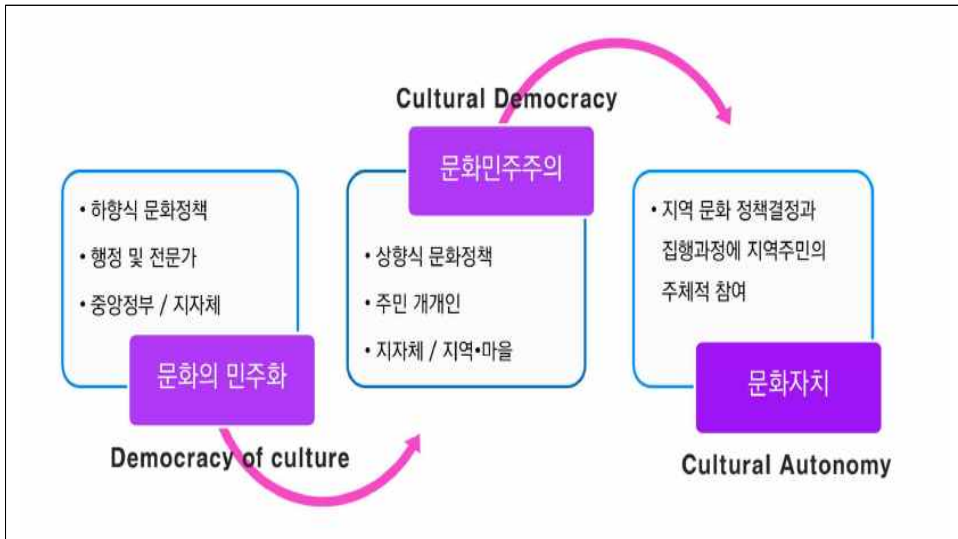 • 하향식 문화정책
• 행정 및 전문가
• 중앙정부 / 지자체
문화의 민주화
Democracy of culture
Cultural Democracy
문화민주주의
• 상향식 문화정책
• 주민 개개인
• 지자체 / 지역•마을
• 지역 문화 정책결정과
집행과정에 지역주민의
주체적 참여
문화자치
Cultural Autonomy